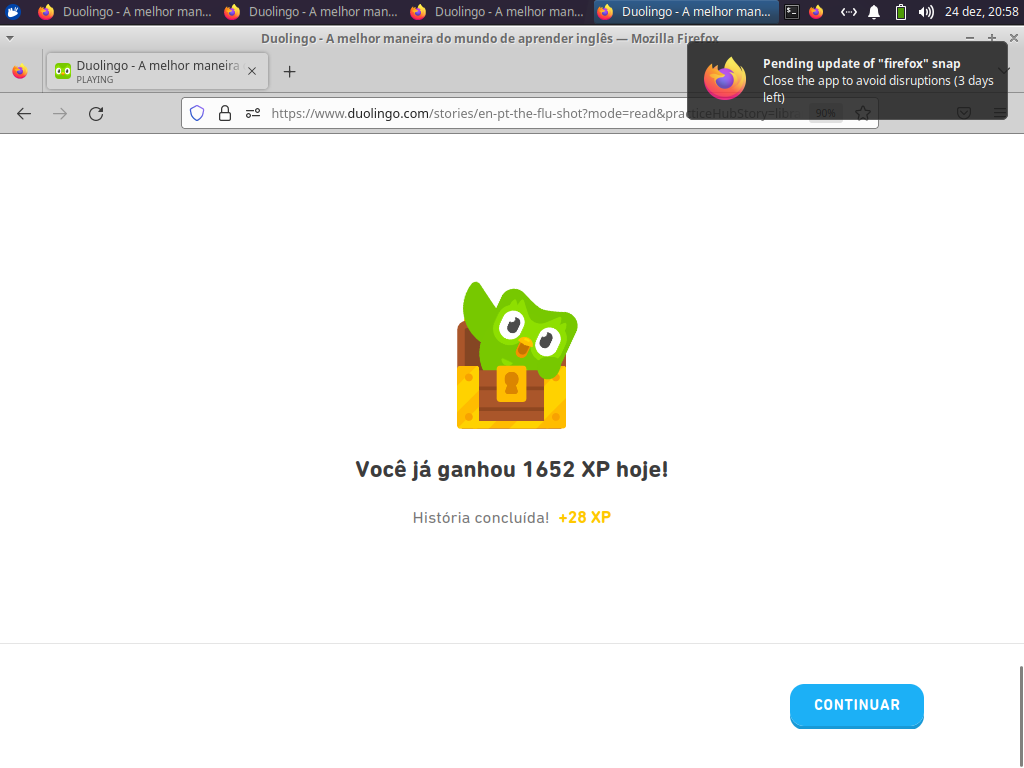 Duolingo - A melhor man...
Duolingo - A melhor man...
Duolingo - A melhor man...
Duolingo - A melhor man...
24 dez, 20:58
Duolingo - A melhor maneira do mundo de aprender inglês — Mozilla Firefox
Duolingo - A melhor maneira
PLAYING
Pending update of "firefox" snap
Close the app to avoid disruptions (3 days
left)
https://www.duolingo.com/stories/en-pt-the-flu-shot?mode=read&practiceHubStory=libra
90%
Você já ganhou 1652 XP hoje!
História concluída! +28 XP
CONTINUAR